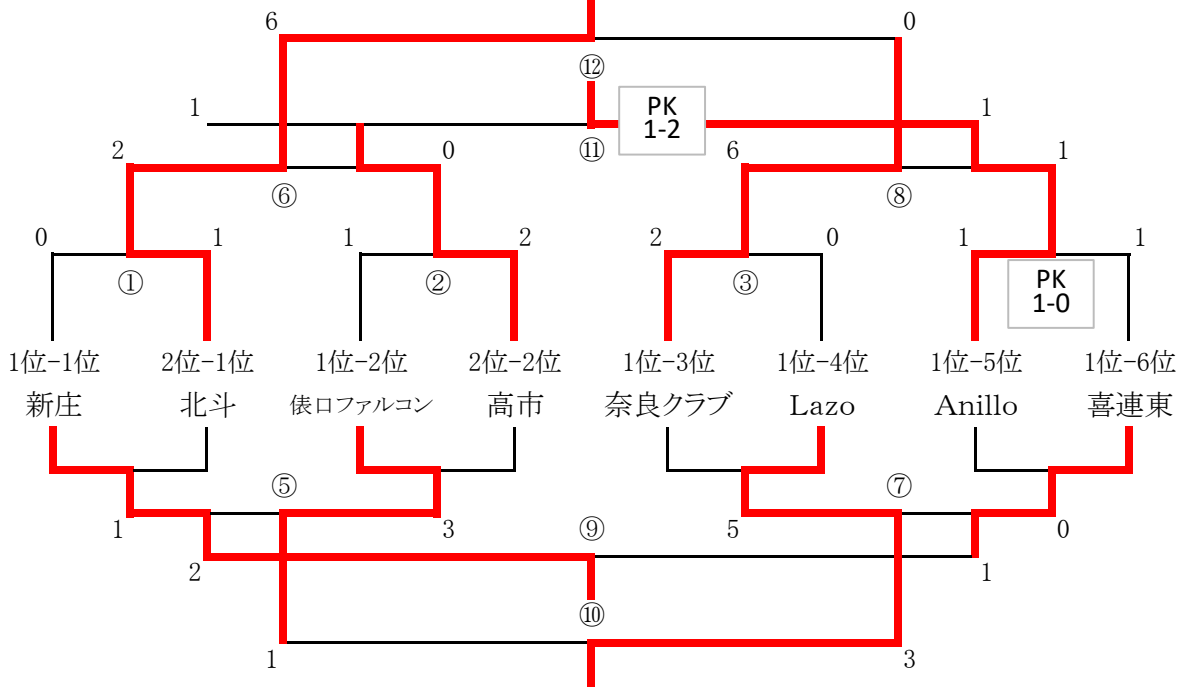 6 0
⑫
1 PK 1
1-2
2 0 ⑪ 6 1
⑥ ⑧
0 1 1 2 2 0 1 1
① ② ③ PK
1-0
1位-1位 2位-1位 1位-2位 2位-2位 1位-3位 1位-4位 1位-5位 1位-6位
新庄 北斗 俵口ファルコン 高市 奈良クラブ Lazo Anillo 喜連東
⑤ ⑦
1 3 ⑨ 5 0
2 1
⑩
1 3